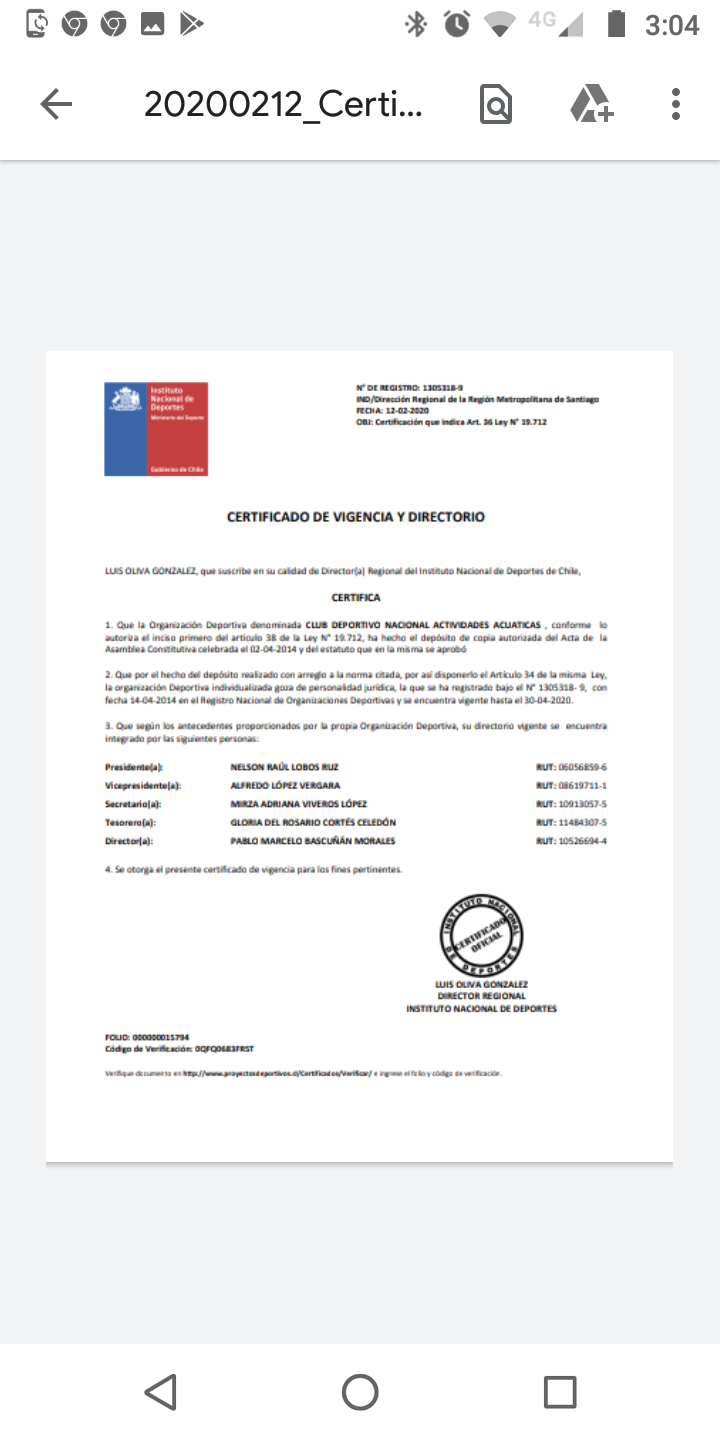 4G 3:04
20200212_Certi...
Instituto
Nacional de
Deportes
Ministerio del Deporte
Gobierno de Chile
N° DE REGISTRO: 1305318-9
IND/Dirección Regional de la Región Metropolitana de Santiago
FECHA: 12-02-2020
OBJ: Certificación que indica Art. 36 Ley N° 19.712
CERTIFICADO DE VIGENCIA Y DIRECTORIO
LUIS OLIVA GONZALEZ, que suscribe en su calidad de Director(a) Regional del Instituto Nacional de Deportes de Chile,
CERTIFICA
1. Que la Organización Deportiva denominada CLUB DEPORTIVO NACIONAL ACTIVIDADES ACUATICAS , conforme lo
autoriza el inciso primero del articulo 38 de la Ley N° 19.712, ha hecho el depósito de copia autorizada del Acta de la
Asamblea Constitutiva celebrada el 02-04-2014 y del estatuto que en la misma se aprobó
2. Que por el hecho del depósito realizado con arreglo a la norma citada, por así disponerlo el Artículo 34 de la misma Ley,
la organización Deportiva individualizada goza de personalidad jurídica, la que se ha registrado bajo el N° 1305318- 9, con
fecha 14-04-2014 en el Registro Nacional de Organizaciones Deportivas y se encuentra vigente hasta el 30-04-2020.
3. Que según los antecedentes proporcionados por la propia Organización Deportiva, su directorio vigente se encuentra
integrado por las siguientes personas:
Presidente(a): NELSON RAÚL LOBOS RUZ RUT: 06056859-6
Vicepresidente(a): ALFREDO LÓPEZ VERGARA RUT: 08619711-1
Secretario(a): MIRZA ADRIANA VIVEROS LÓPEZ RUT: 10913057-5
Tesorero(a): GLORIA DEL ROSARIO CORTÉS CELEDÓN RUT: 11484307-5
Director(a): PABLO MARCELO BASCUÑÁN MORALES RUT: 10526694-4
4. Se otorga el presente certificado de vigencia para los fines pertinentes.
INSTITUTO NACIONAL
DE DEPORTES
CERTIFICADO
OFICIAL
LUIS OLIVA GONZALEZ
DIRECTOR REGIONAL
INSTITUTO NACIONAL DE DEPORTES
FOLIO: 000000015794
Código de Verificación: 0QFQ0683FRST
Verifique documento en http://www.proyectosdeportivos.cl/Certificados/Verificar/ e ingrese el folio y código de verificación.